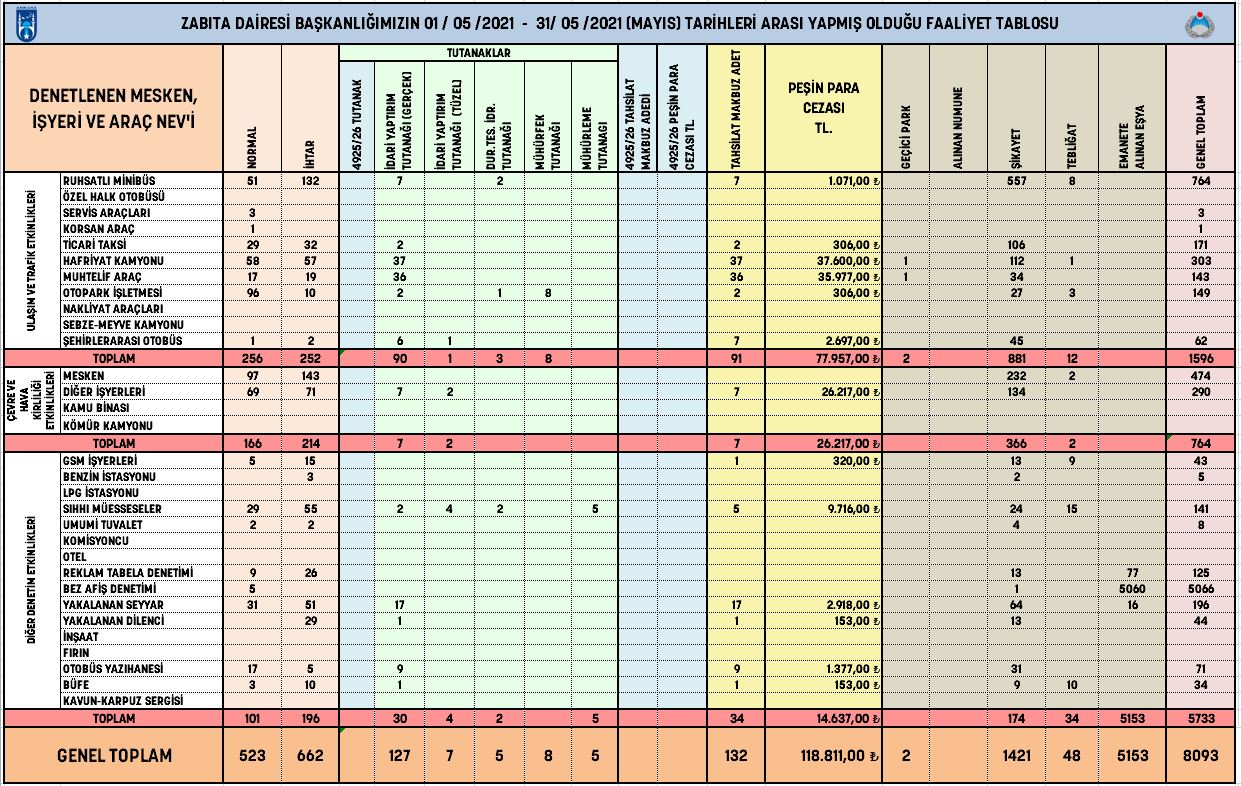 ZABITA DAİRESİ BAŞKANLIĞIMIZIN 01 / 05 /2021 - 31/ 05 /2021 (MAYIS) TARİHLERİ ARASI YAPMIŞ OLDUĞU FAALİYET TABLOSU
DENETLENEN MESKEN,
İŞYERİ VE ARAÇ NEV'İ
NORMAL
İHTAR
TUTANAKLAR
4925/26 TUTANAK
İDARİ YAPTIRIM
TUTANAĞI (GERÇEK)
İDARİ YAPTIRIM
TUTANAĞI (TÜZEL)
DUR.TES. İDR.
TUTANAĞI
MÜHÜRFEK
TUTANAĞI
MÜHÜRLEME
TUTANAGI
4925/26 TAHSİLAT
MAKBUZ ADEDİ
4925/26 PEŞİN PARA
CEZASI TL.
TAHSİLAT MAKBUZ ADET
PEŞİN PARA
CEZASI
TL.
GEÇİCİ PARK
ALINAN NUMUNE
ŞİKAYET
TEBLİĞAT
EMANETE
ALINAN EŞYA
GENEL TOPLAM
ULAŞIM VE TRAFİK ETKİNLİKLERİ
RUHSATLI MİNİBÜS 51 132 7 2 7 1.071,00 ₺ 557 8 764
ÖZEL HALK OTOBÜSÜ
SERVİS ARAÇLARI 3 3
KORSAN ARAÇ 1 1
TİCARİ TAKSİ 29 32 2 2 306,00 ₺ 106 171
HAFRİYAT KAMYONU 58 57 37 37 37.600,00 ₺ 1 112 1 303
MUHTELİF ARAÇ 17 19 36 36 35.977,00 ₺ 1 34 143
OTOPARK İŞLETMESİ 96 10 2 1 8 2 306,00 ₺ 27 3 149
NAKLİYAT ARAÇLARI
SEBZE-MEYVE KAMYONU
ŞEHİRLERARASI OTOBÜS 1 2 6 1 7 2.697,00 ₺ 45 62
TOPLAM 256 252 90 1 3 8 91 77.957,00 ₺ 2 881 12 1596
ÇEVRE VE
HAVA
KİRLİLİĞİ
ETKİNLİKLERİ
MESKEN 97 143 232 2 474
DİĞER İŞYERLERİ 69 71 7 2 7 26.217,00 ₺ 134 290
KAMU BİNASI
KÖMÜR KAMYONU
TOPLAM 166 214 7 2 7 26.217,00 ₺ 366 2 764
DİĞER DENETİM ETKİNLİKLERİ
GSM İŞYERLERİ 5 15 1 320,00 ₺ 13 9 43
BENZİN İSTASYONU 3 2 5
LPG İSTASYONU
SIHHI MÜESSESELER 29 55 2 4 2 5 5 9.716,00 ₺ 24 15 141
UMUMİ TUVALET 2 2 4 8
KOMİSYONCU
OTEL
REKLAM TABELA DENETİMİ 9 26 13 77 125
BEZ AFİŞ DENETİMİ 5 1 5060 5066
YAKALANAN SEYYAR 31 51 17 17 2.918,00 ₺ 64 16 196
YAKALANAN DİLENCİ 29 1 1 153,00 ₺ 13 44
İNŞAAT
FIRIN
OTOBÜS YAZIHANESİ 17 5 9 9 1.377,00 ₺ 31 71
BÜFE 3 10 1 1 153,00 ₺ 9 10 34
KAVUN-KARPUZ SERGİSİ
TOPLAM 101 196 30 4 2 5 34 14.637,00 ₺ 174 34 5153 5733
GENEL TOPLAM 523 662 127 7 5 8 5 132 118.811,00 ₺ 2 1421 48 5153 8093